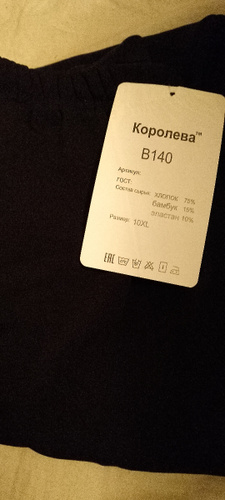 Королева™
B140
Артикул:
ГОСТ:
Состав сырья: хлопок 75%
бамбук 15%
эластан 10%
Размер: 10XL
EAC